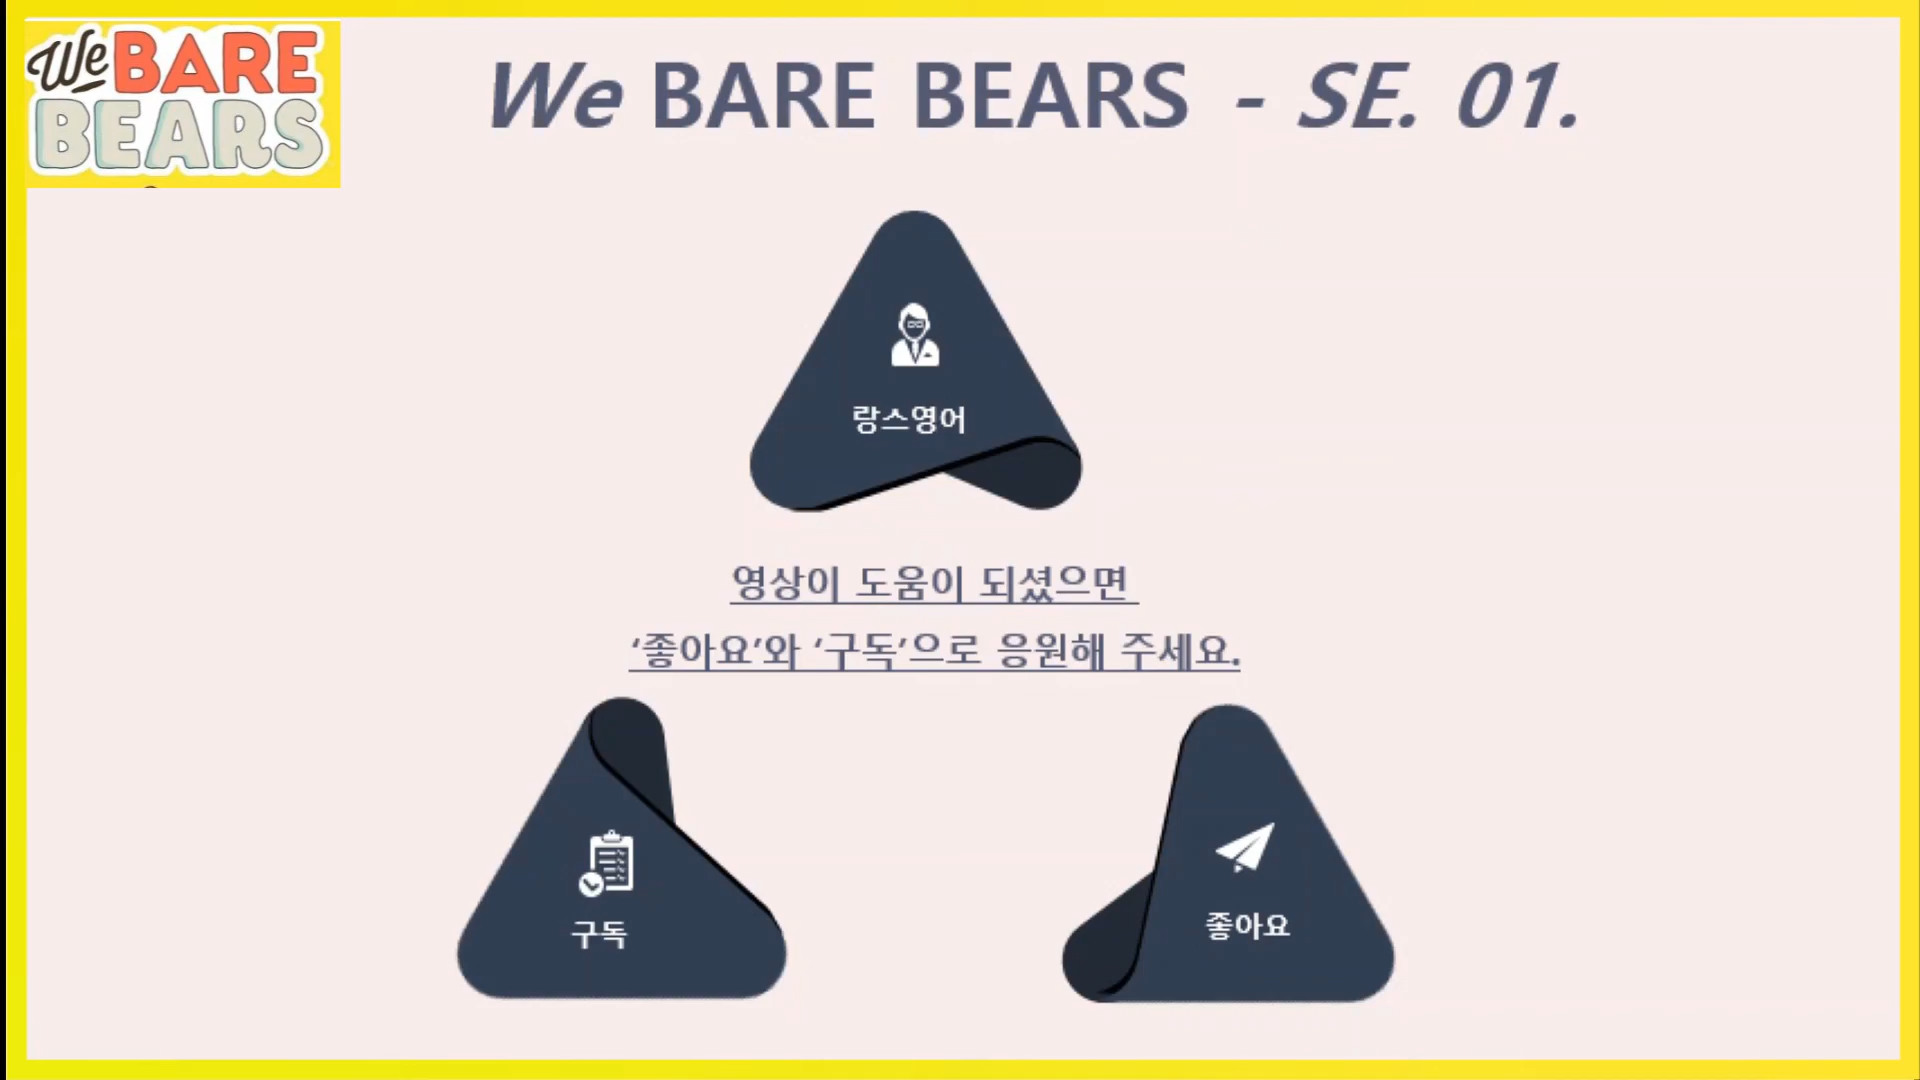 We BARE
BEARS
We BARE BEARS - SE. 01.
랑스영어
영상이 도움이 되셨으면
‘좋아요’와 ‘구독’으로 응원해 주세요.
구독
좋아요